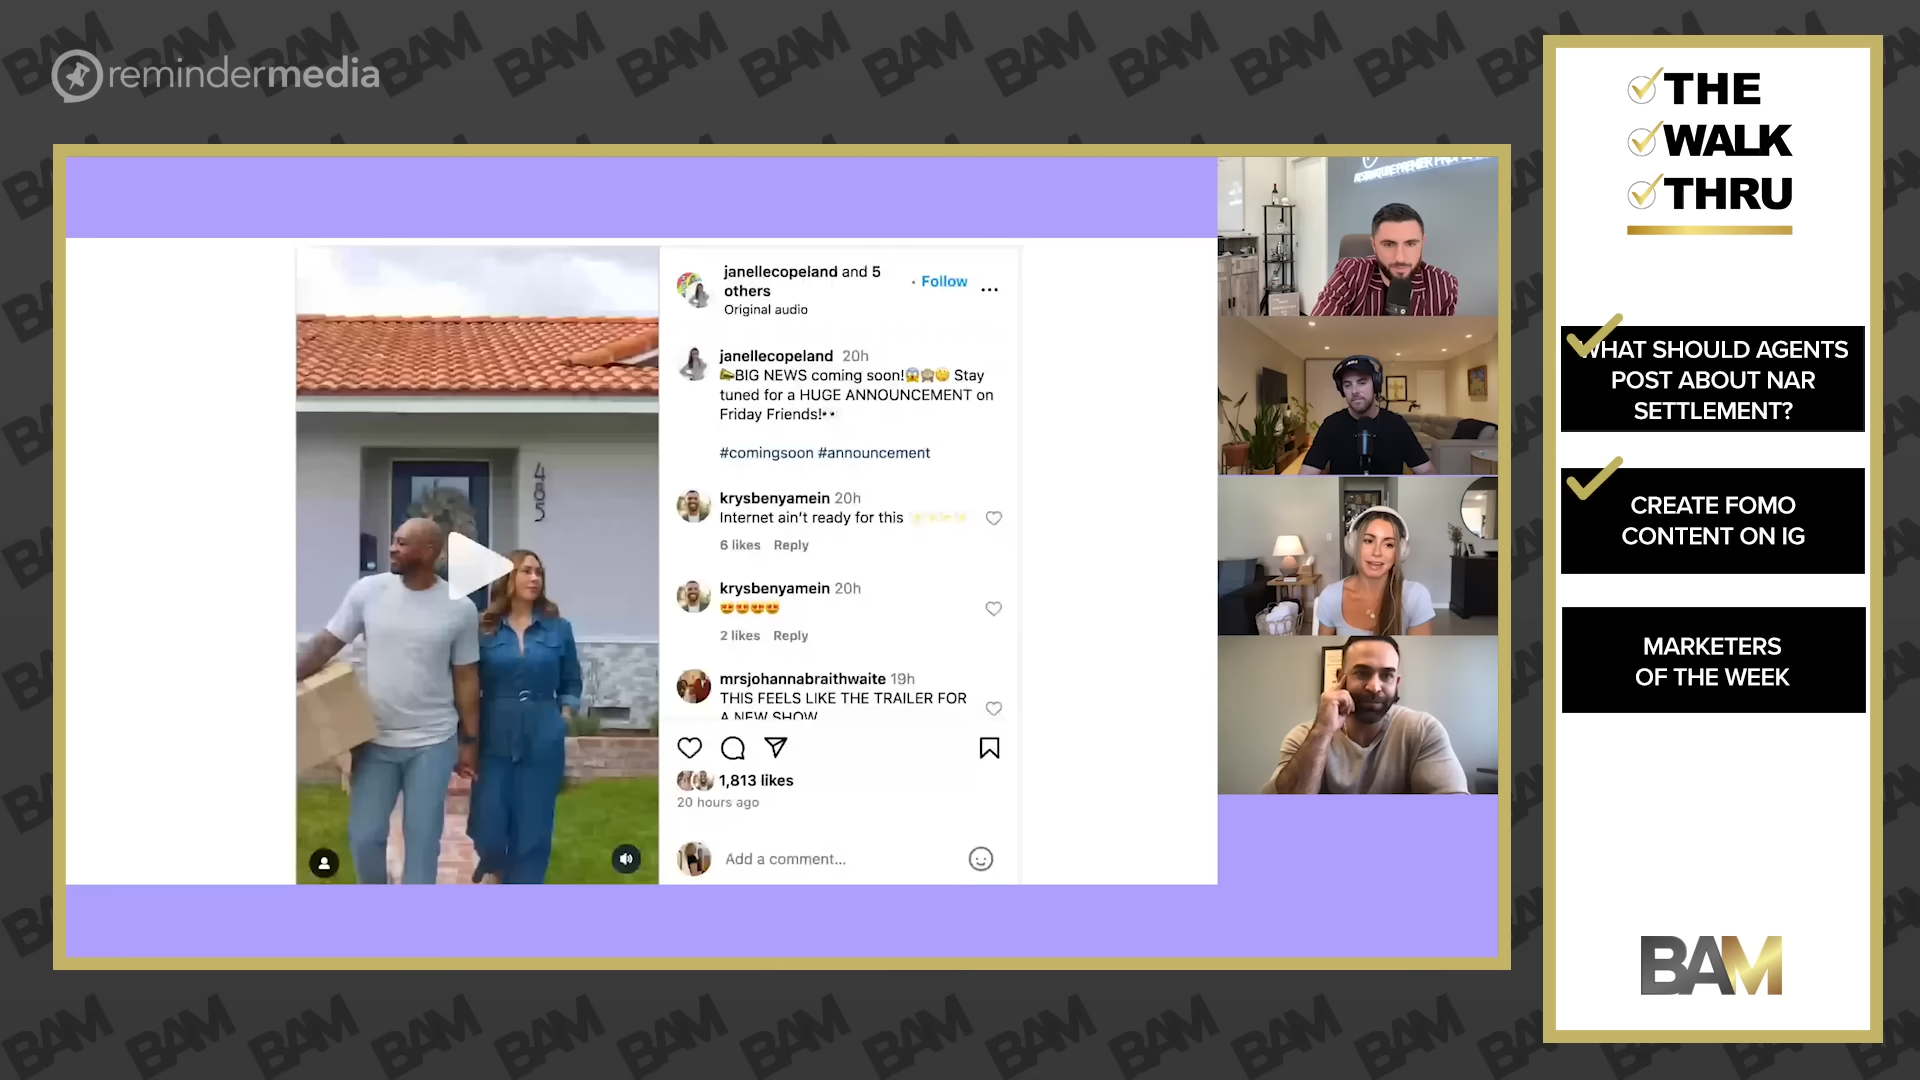 remindermedia
janellecopeland and 5
others
• Follow
...
Original audio
janellecopeland 20h
📣BIG NEWS coming soon!😱🙈🤭 Stay
tuned for a HUGE ANNOUNCEMENT on
Friday Friends!👀
#comingsoon #announcement
krysbenyamein 20h
Internet ain't ready for this
6 likes Reply
krysbenyamein 20h
😍😍😍😍
2 likes Reply
mrsjohannabraithwaite 19h
THIS FEELS LIKE THE TRAILER FOR
A NEW SHOW
1,813 likes
20 hours ago
Add a comment...
485
THE
WALK
THRU
WHAT SHOULD AGENTS
POST ABOUT NAR
SETTLEMENT?
CREATE FOMO
CONTENT ON IG
MARKETERS
OF THE WEEK
BAM